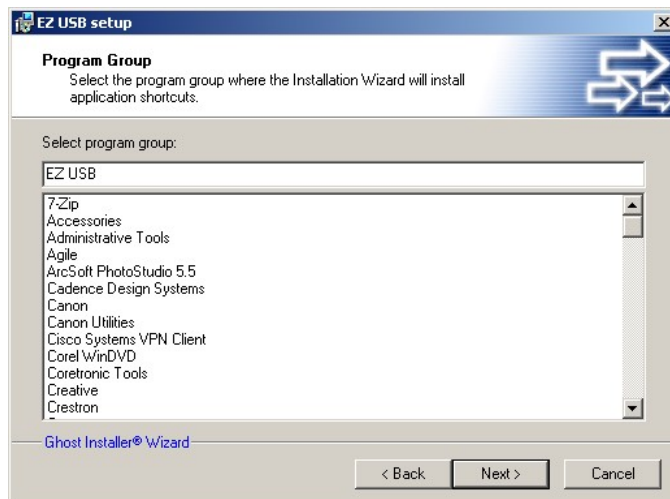 EZ USB setup
Program Group
Select the program group where the Installation Wizard will install
application shortcuts.
Select program group:
EZ USB
7-Zip
Accessories
Administrative Tools
Agile
ArcSoft PhotoStudio 5.5
Cadence Design Systems
Canon
Canon Utilities
Cisco Systems VPN Client
Corel WinDVD
Coretronic Tools
Creative
Crestron
Ghost Installer® Wizard
< Back
Next >
Cancel